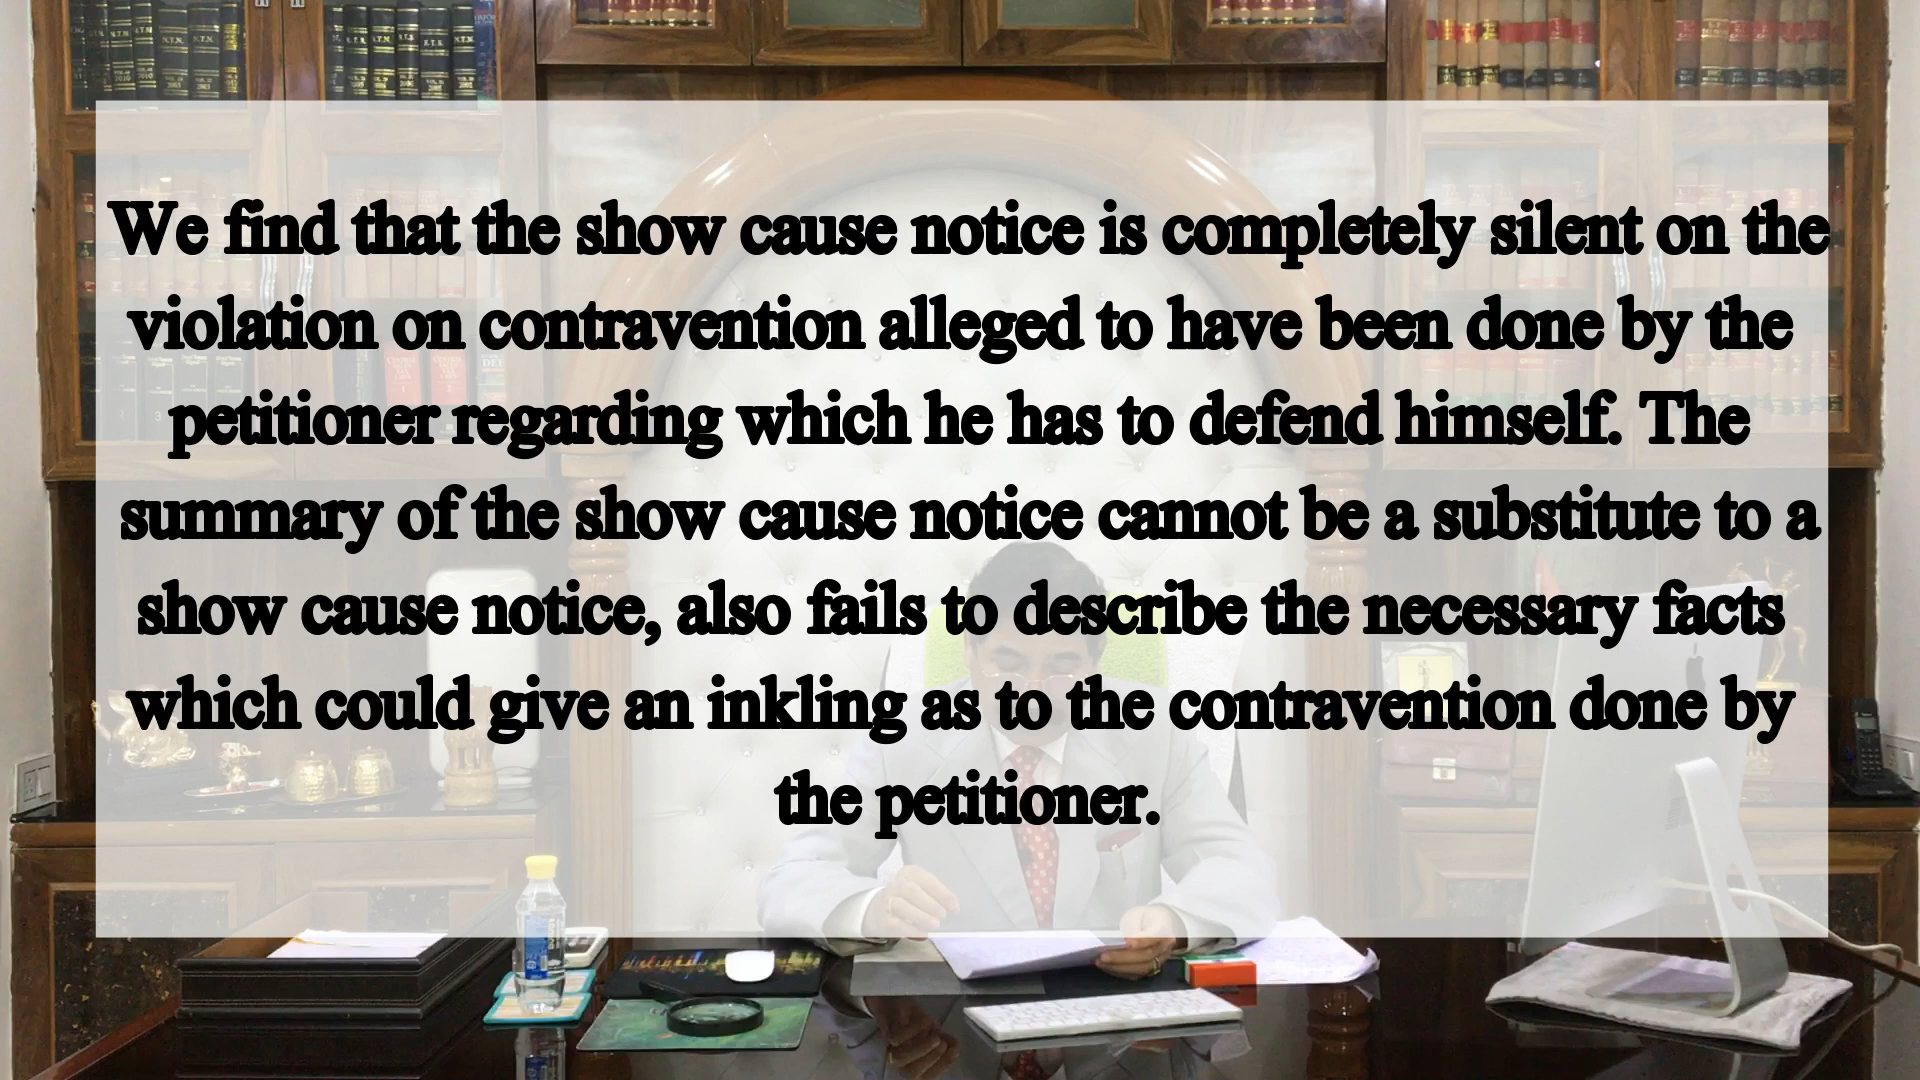 We find that the show cause notice is completely silent on the
violation on contravention alleged to have been done by the
petitioner regarding which he has to defend himself. The
summary of the show cause notice cannot be a substitute to a
show cause notice, also fails to describe the necessary facts
which could give an inkling as to the contravention done by
the petitioner.